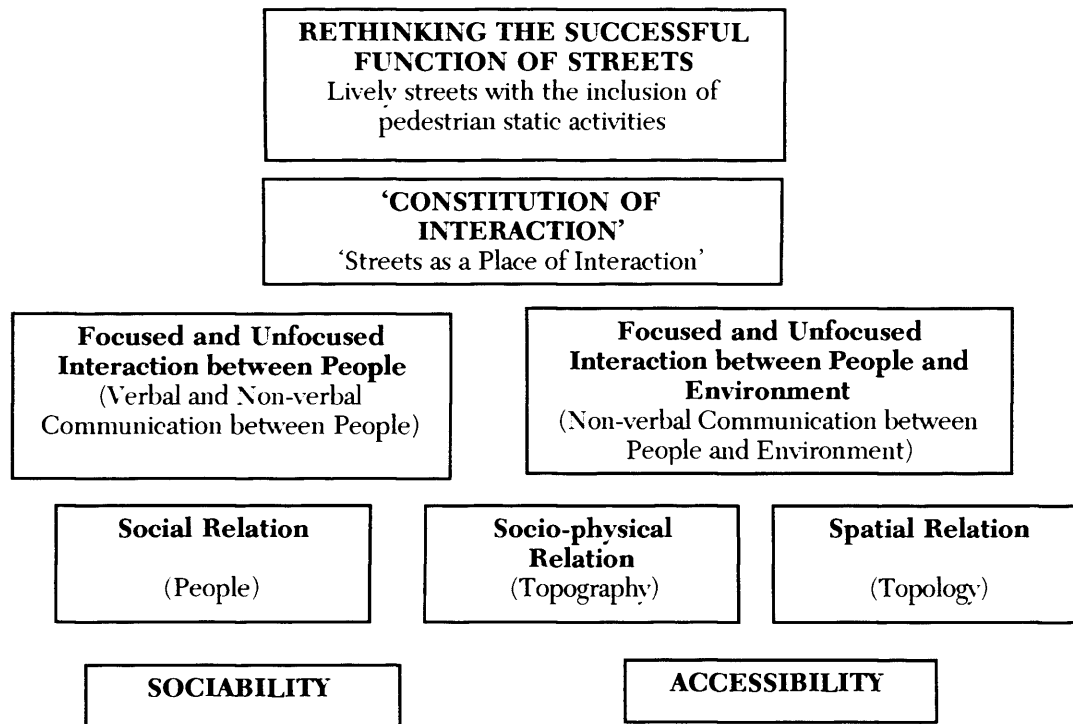 RETHINKING THE SUCCESSFUL
FUNCTION OF STREETS
Lively streets with the inclusion of
pedestrian static activities
‘CONSTITUTION OF
INTERACTION’
‘Streets as a Place of Interaction’
Focused and Unfocused
Interaction between People
(Verbal and Non-verbal
Communication between People)
Focused and Unfocused
Interaction between People and
Environment
(Non-verbal Communication between
People and Environment)
Social Relation
(People)
Socio-physical
Relation
(Topography)
Spatial Relation
(Topology)
SOCIABILITY
ACCESSIBILITY